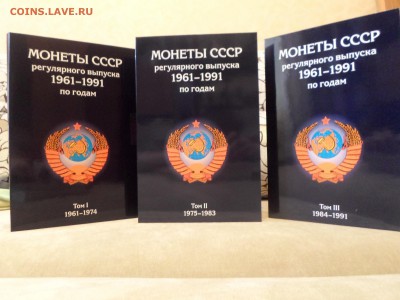 COINS.LAVE.RU
МОНЕТЫ СССР
регулярного выпуска
1961–1991
по годам
Том I
1961–1974
МОНЕТЫ СССР
регулярного выпуска
1961–1991
по годам
Том II
1975–1983
МОНЕТЫ СССР
регулярного выпуска
1961–1991
по годам
Том III
1984–1991